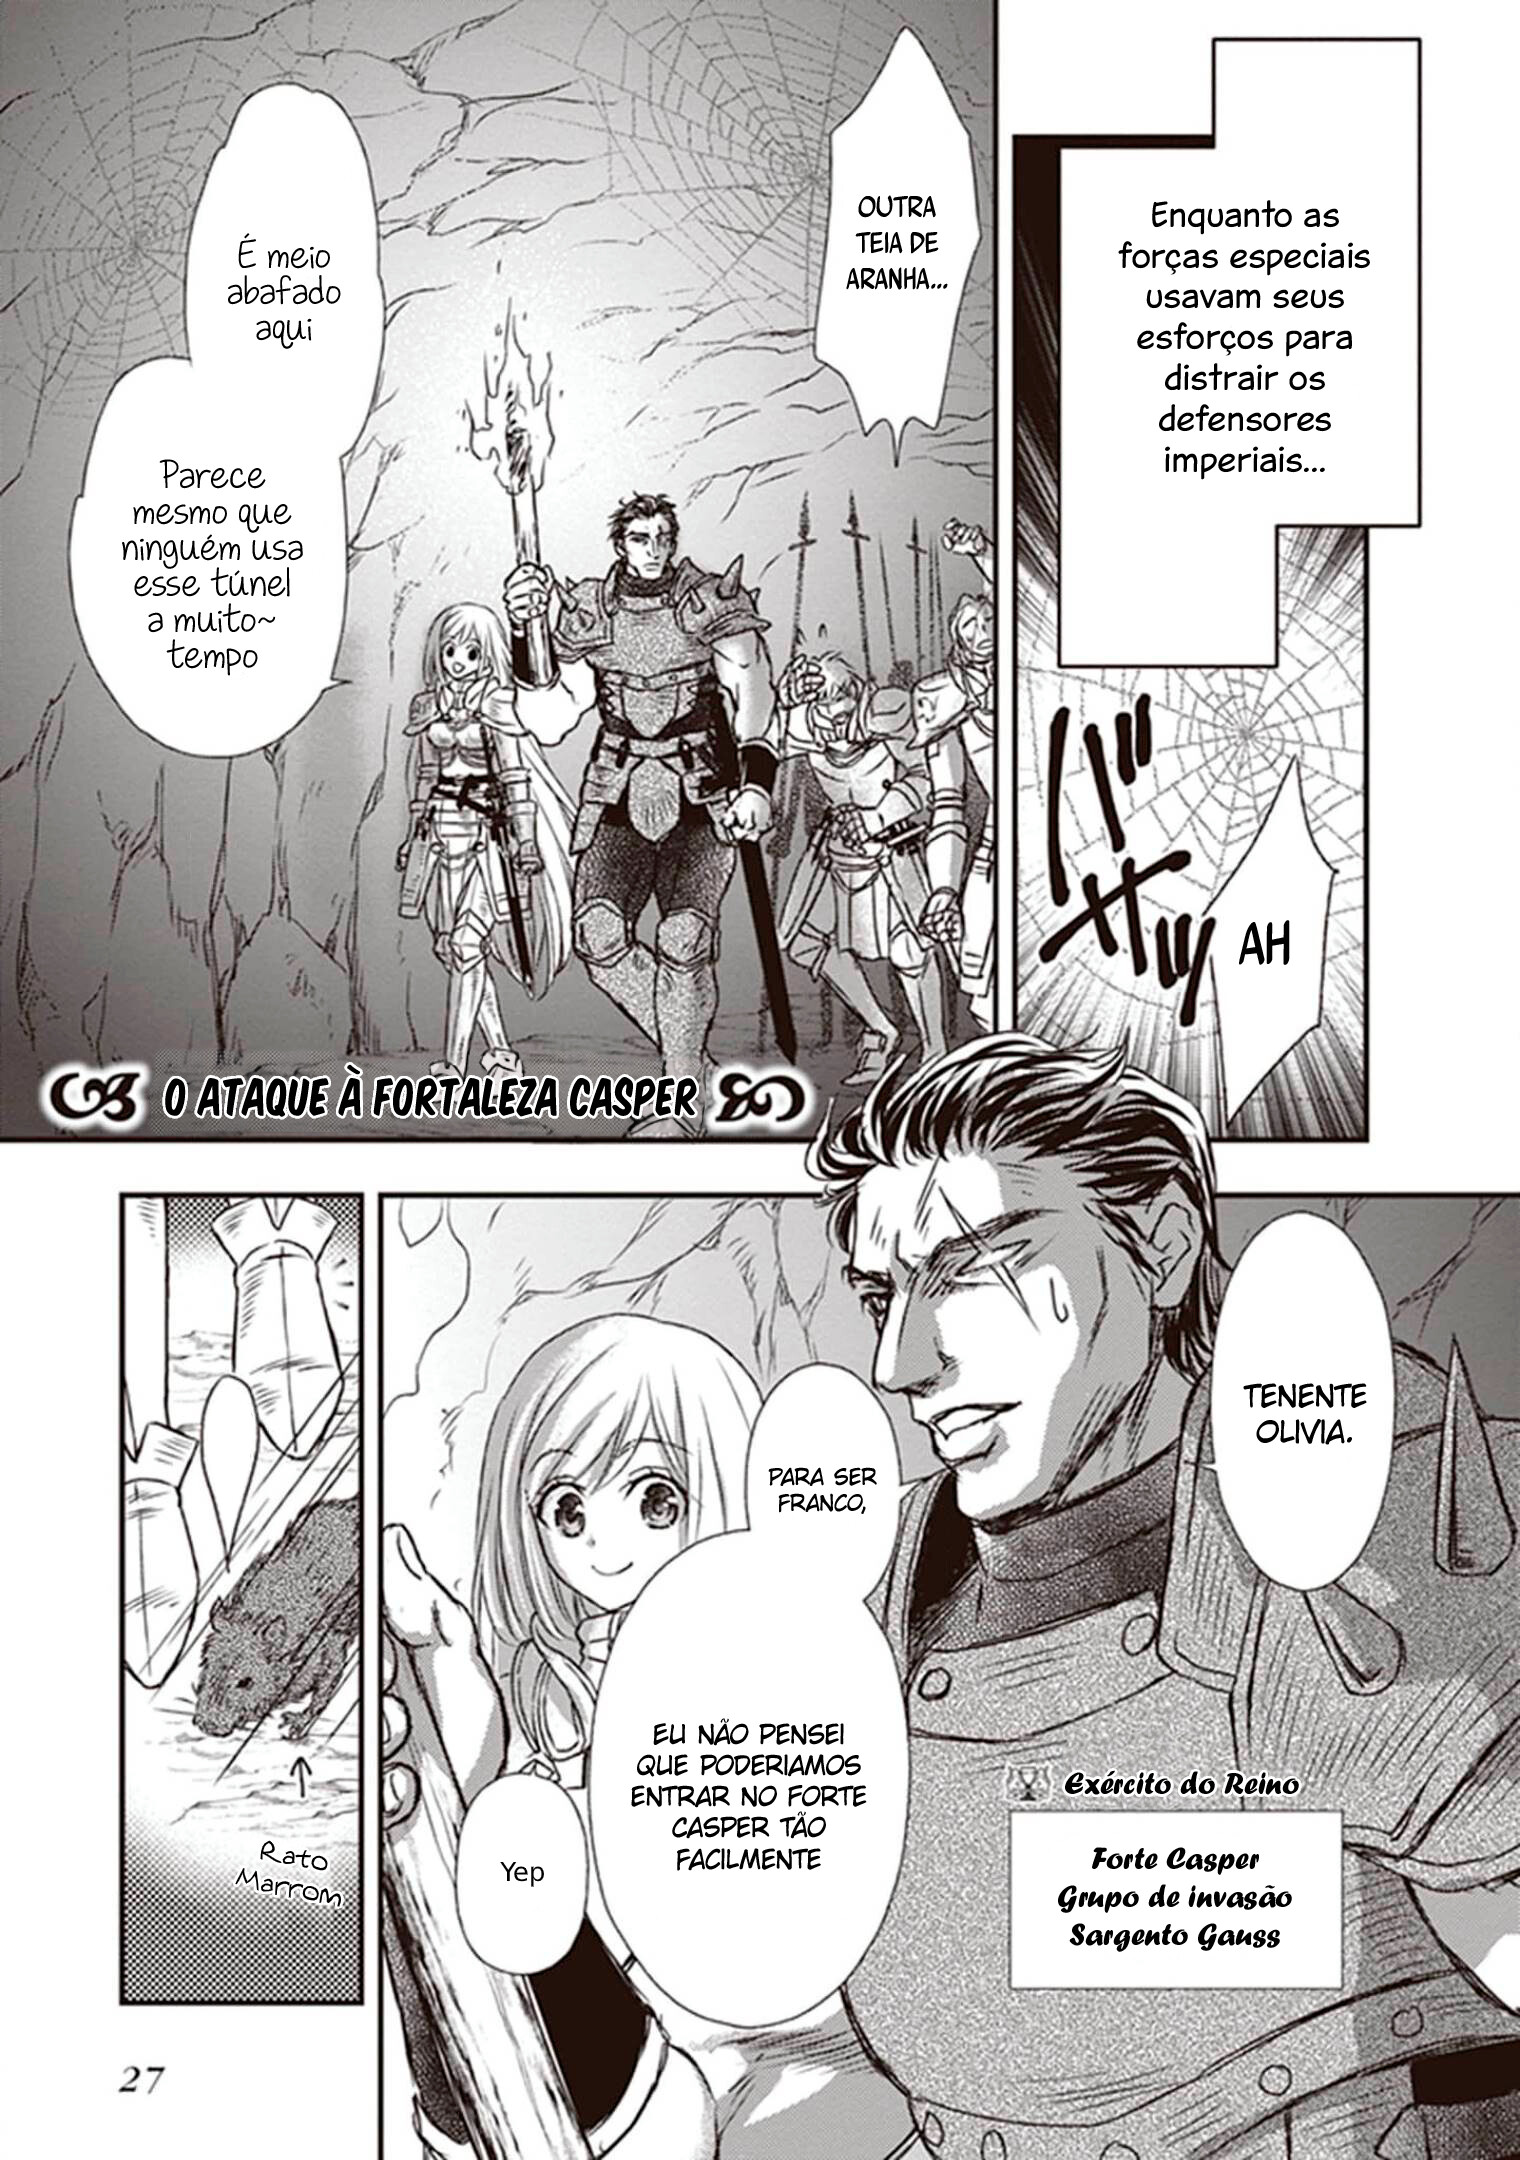 Enquanto as
forças especiais
usavam seus
esforços para
distrair os
defensores
imperiais...
ザザッ
AH
OUTRA
TEIA DE
ARANHA...
É meio
abafado
aqui
Parece
mesmo que
ninguém usa
esse túnel
a muito~
tempo
O ATAQUE À FORTALEZA CASPER
TENENTE
OLIVIA.
PARA SER
FRANCO,
EU NÃO PENSEI
QUE PODERIAMOS
ENTRAR NO FORTE
CASPER TÃO
FACILMENTE
Yep
Exército do Reino
Forte Casper
Grupo de invasão
Sargento Gauss
Rato
Marrom
27